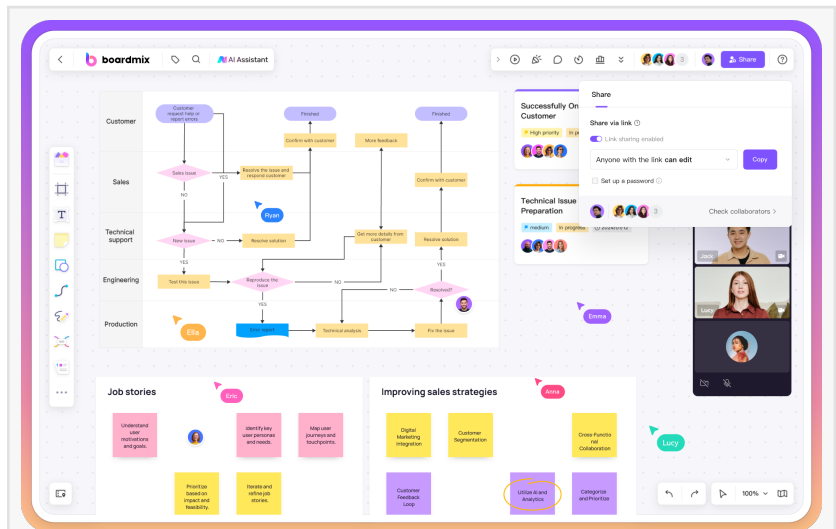 boardmix
AI Assistant
3
Share
Share
Share via link
Link sharing enabled
Anyone with the link can edit
Copy
Set up a password
3
Check collaborators >
Customer
Sales
Technical
support
Engineering
Production
Customer
request help or
report errors
Finished
Finished
Confirm with customer
More feedback
Sales issue
YES
Resolve the issue and
respond customer
Confirm with customer
NO
Ryan
New issue
NO
Resolve solution
Get more details from
customer
Resolve solution
YES
YES
Test this issue
Reproduce the
issue
NO
NO
Resolved?
YES
Error report
Technical analysis
Fix the issue
Ella
Successfully On
Customer
High priority
In p
Technical Issue
Preparation
medium
In progress
Jack
Lucy
Emma
Job stories
Eric
Understand
user
motivations
and goals.
Identify key
user personas
and needs.
Map user
journeys and
touchpoints.
Prioritize
based on
impact and
feasibility.
Iterate and
refine job
stories.
Improving sales strategies
Anna
Digital
Marketing
Integration
Customer
Segmentation
Cross-Functio
nal
Collaboration
Customer
Feedback
Loop
Utilize AI and
Analytics
Categorize
and Prioritize
Lucy
100%